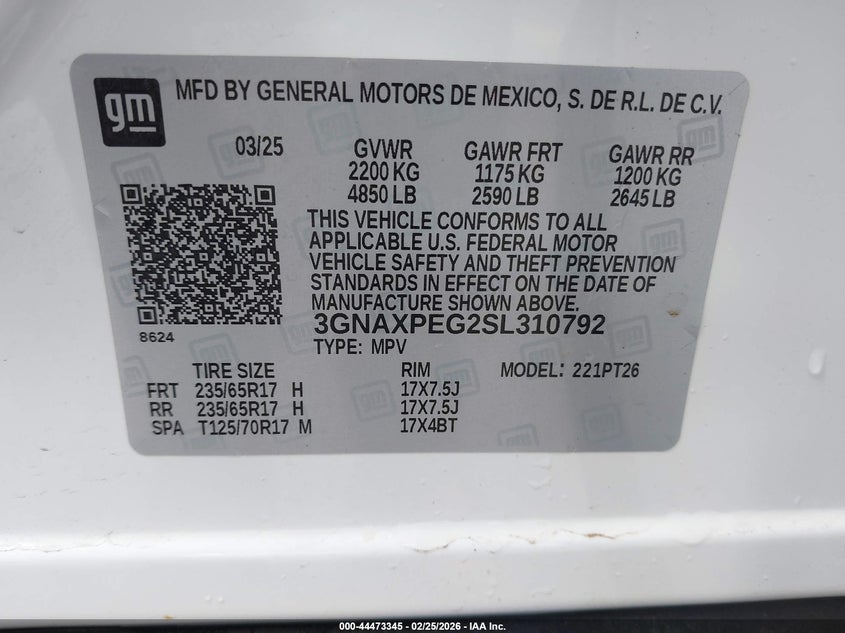 gm
MFD BY GENERAL MOTORS DE MEXICO, S. DE R.L. DE C.V.
03/25 GVWR GAWR FRT GAWR RR
2200 KG 1175 KG 1200 KG
4850 LB 2590 LB 2645 LB
THIS VEHICLE CONFORMS TO ALL
APPLICABLE U.S. FEDERAL MOTOR
VEHICLE SAFETY AND THEFT PREVENTION
STANDARDS IN EFFECT ON THE DATE OF
MANUFACTURE SHOWN ABOVE.
3GNAXPEG2SL310792
8624
TYPE: MPV
TIRE SIZE RIM MODEL: 221PT26
FRT 235/65R17 H 17X7.5J
RR 235/65R17 H 17X7.5J
SPA T125/70R17 M 17X4BT
000-44473345 | 02/25/2026 - IAA Inc.